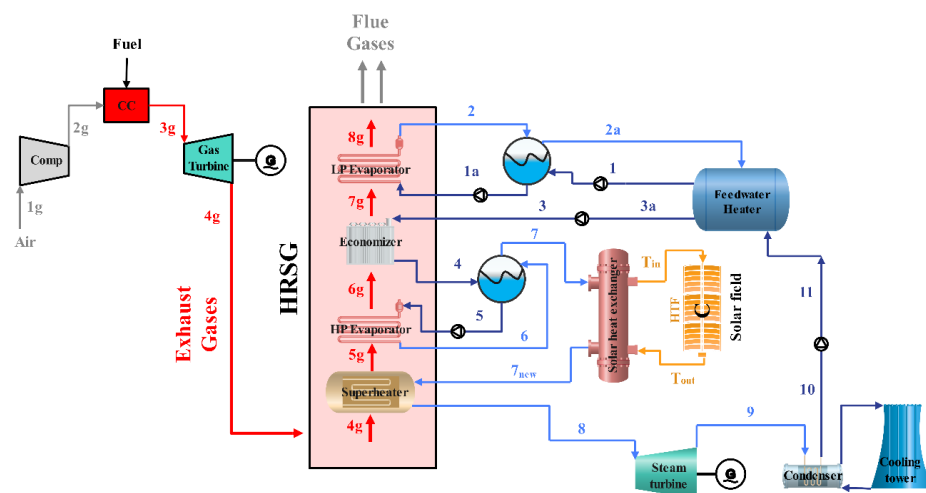 Flue
Gases
Fuel
CC
2g
3g
Comp
Gas
Turbine
G
1g
Air
4g
Exhaust
Gases
HRSG
8g
LP Evaporator
7g
Economizer
6g
HP Evaporator
5g
Superheater
4g
2
2a
1a
1
3
3a
Feedwater
Heater
4
7
5
6
7new
Solar heat exchanger
Tin
HTF
C
Solar field
Tout
11
10
8
9
Steam
turbine
G
Condenser
Cooling
tower